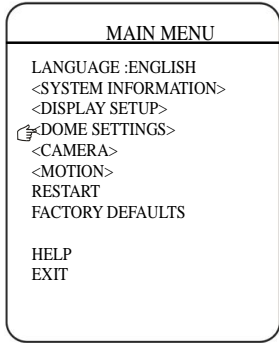 MAIN MENU
LANGUAGE :ENGLISH
<SYSTEM INFORMATION>
<DISPLAY SETUP>
<DOME SETTINGS>
<CAMERA>
<MOTION>
RESTART
FACTORY DEFAULTS
HELP
EXIT